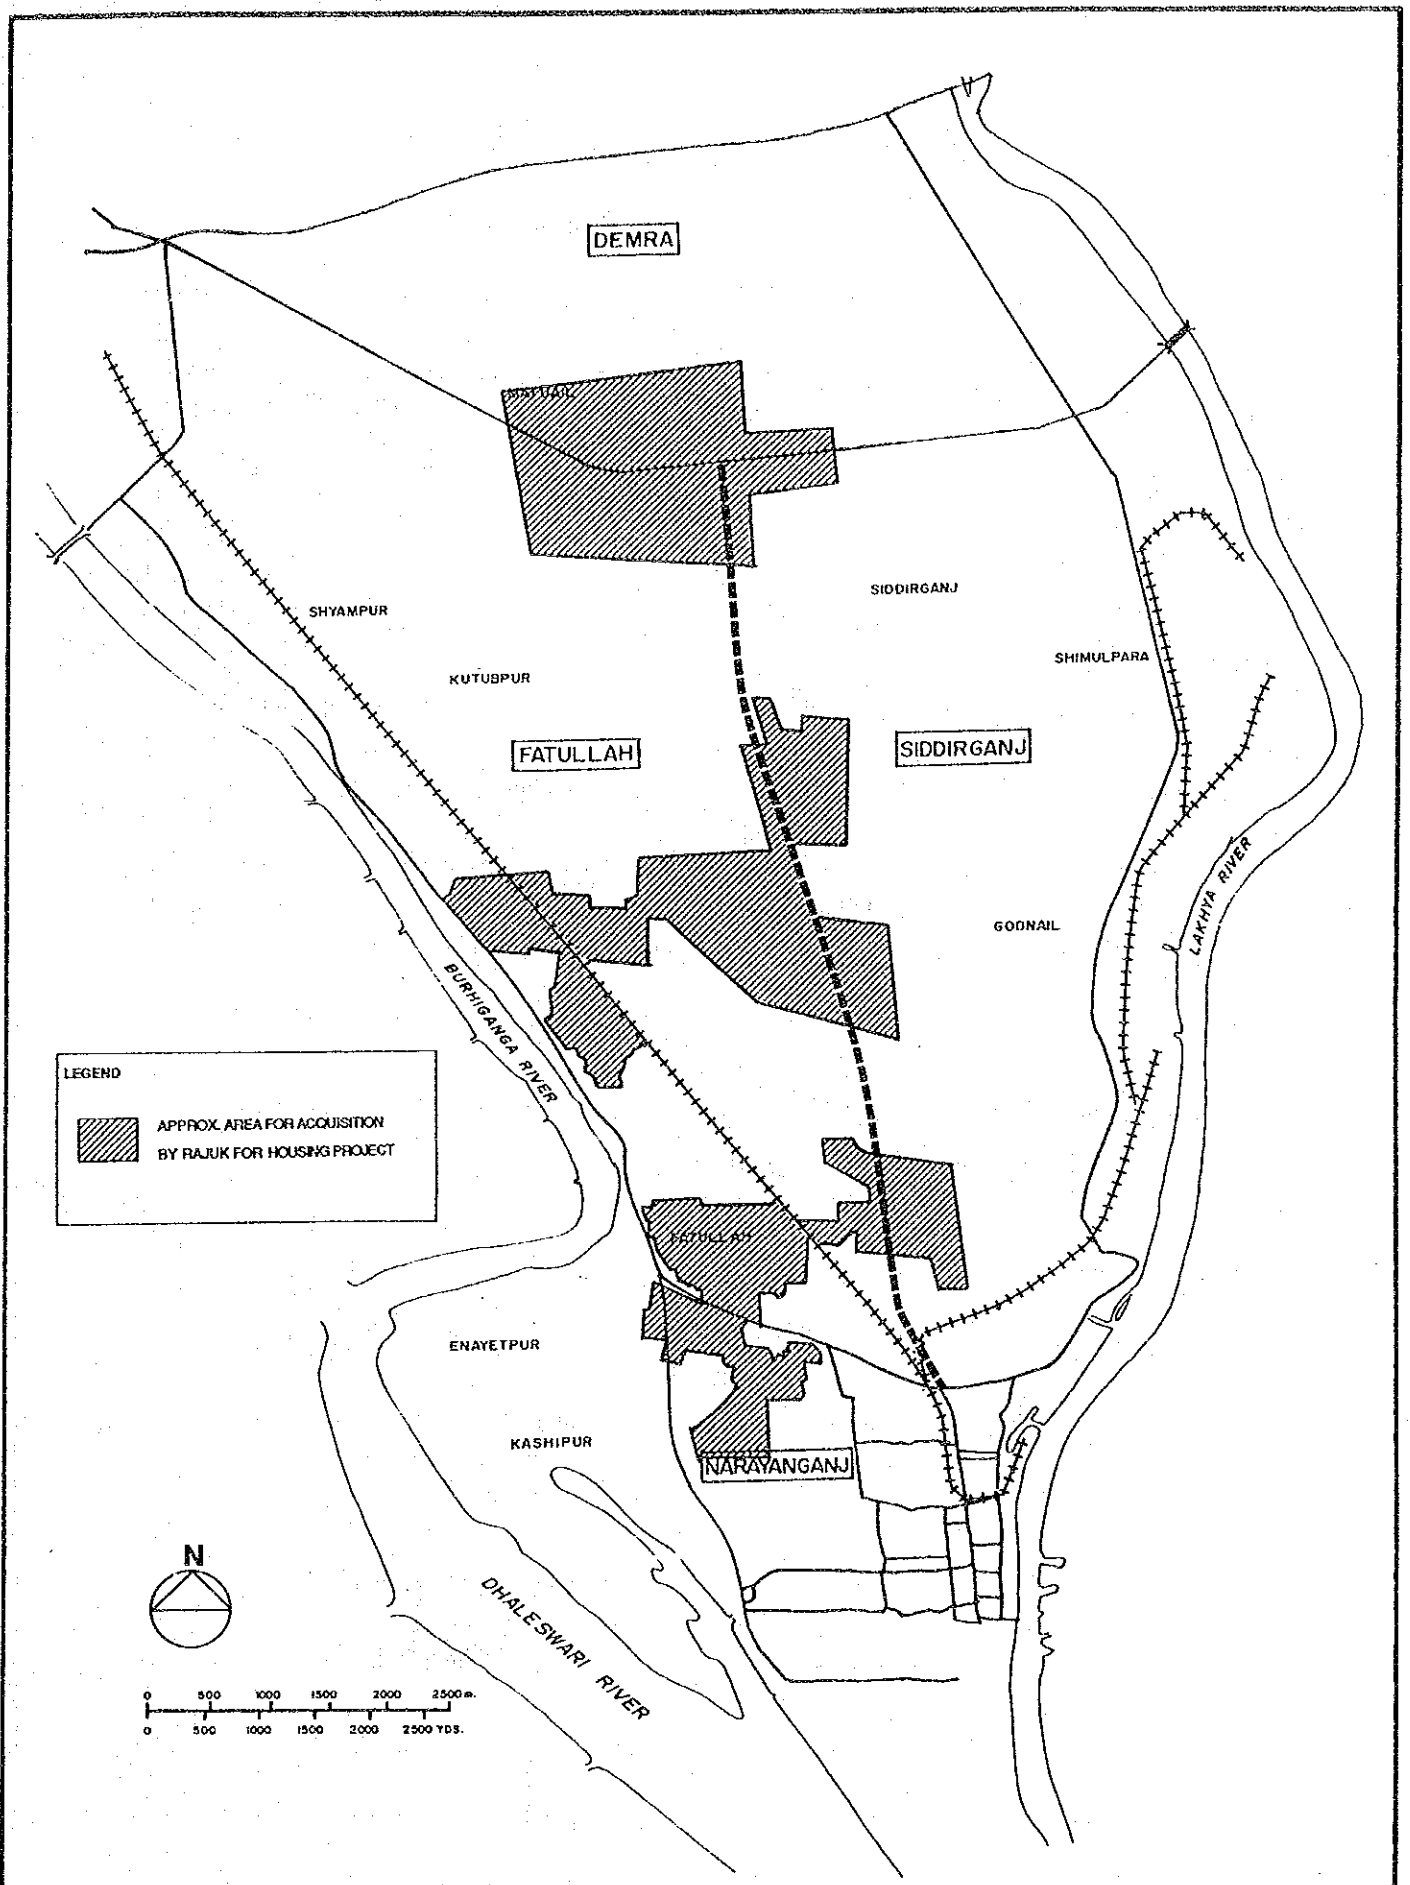 DEMRA
MATUAIL
SIDDIRGANJ
SHYAMPUR
SHIMULPARA
KUTUBPUR
FATULLAH
SIDDIRGANJ
LAKHYA RIVER
GODNAIL
BURHIGANGA RIVER
LEGEND
APPROX. AREA FOR ACQUISITION
BY RAJUK FOR HOUSING PROJECT
FATULLAH
ENAYETPUR
KASHIPUR
NARAYANGANJ
N
DHALESWARI RIVER
0 500 1000 1500 2000 2500 m.
0 500 1000 1500 2000 2500 YDS.